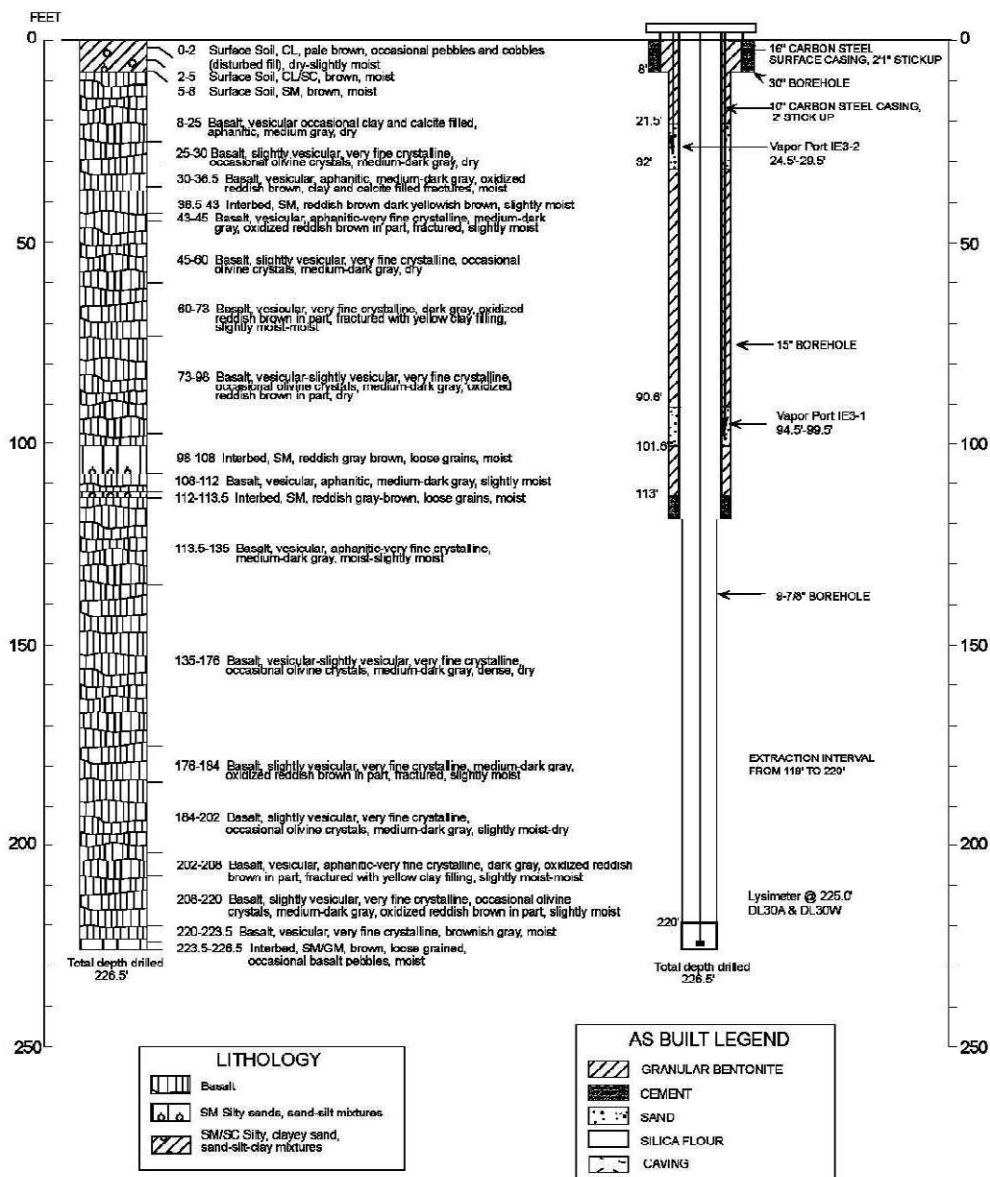 FEET
0
0-2 Surface Soil, CL, pale brown, occasional pebbles and cobbles
(disturbed fill), dry-slightly moist
2-5 Surface Soil, CL/SC, brown, moist
5-8 Surface Soil, SM, brown, moist
8-25 Basalt, vesicular occasional clay and calcite filled,
aphanitic, medium gray, dry
25-30 Basalt, slightly vesicular, very fine crystalline,
occasional olivine crystals, medium-dark gray, dry
30-36.5 Basalt, vesicular, aphanitic, medium-dark gray, oxidized
reddish brown, clay and calcite filled fractures, moist
36.5-43 Interbed, SM, reddish brown dark yellowish brown, slightly moist
43-45 Basalt, vesicular, aphanitic-very fine crystalline, medium-dark
gray, oxidized reddish brown in part, fractured, slightly moist
50
45-60 Basalt, slightly vesicular, very fine crystalline, occasional
olivine crystals, medium-dark gray, dry
60-73 Basalt, vesicular, very fine crystalline, dark gray, oxidized
reddish brown in part, fractured with yellow clay filling,
slightly moist-moist
73-98 Basalt, vesicular-slightly vesicular, very fine crystalline,
occasional olivine crystals, medium-dark gray, oxidized
reddish brown in part, dry
100
98-108 Interbed, SM, reddish gray brown, loose grains, moist
108-112 Basalt, vesicular, aphanitic, medium-dark gray, slightly moist
112-113.5 Interbed, SM, reddish gray-brown, loose grains, moist
113.5-135 Basalt, vesicular, aphanitic-very fine crystalline,
medium-dark gray, moist-slightly moist
150
135-176 Basalt, vesicular-slightly vesicular, very fine crystalline,
occasional olivine crystals, medium-dark gray, dense, dry
176-184 Basalt, slightly vesicular, very fine crystalline, medium-dark gray,
oxidized reddish brown in part, fractured, slightly moist
184-202 Basalt, slightly vesicular, very fine crystalline,
occasional olivine crystals, medium-dark gray, slightly moist-dry
200
202-208 Basalt, vesicular, aphanitic-very fine crystalline, dark gray, oxidized reddish
brown in part, fractured with yellow clay filling, slightly moist-moist
208-220 Basalt, slightly vesicular, very fine crystalline, occasional olivine
crystals, medium-dark gray, oxidized reddish brown in part, slightly moist
220-223.5 Basalt, vesicular, very fine crystalline, brownish gray, moist
223.5-226.5 Interbed, SM/GM, brown, loose grained,
occasional basalt pebbles, moist
Total depth drilled
226.5'
250
0
16" CARBON STEEL
SURFACE CASING, 2'1" STICKUP
8'
30" BOREHOLE
10" CARBON STEEL CASING,
2' STICK UP
21.5'
Vapor Port IE3-2
24.5'-29.5'
32'
50
15" BOREHOLE
90.6'
Vapor Port IE3-1
94.5'-99.5'
101.6'
100
113'
9-7/8" BOREHOLE
150
EXTRACTION INTERVAL
FROM 118' TO 220'
200
Lysimeter @ 225.0'
DL30A & DL30W
220'
Total depth drilled
226.5'
250
LITHOLOGY
Basalt
SM Silty sands, sand-silt mixtures
SM/SC Silty, clayey sand,
sand-silt-clay mixtures
AS BUILT LEGEND
GRANULAR BENTONITE
CEMENT
SAND
SILICA FLOUR
CAVING